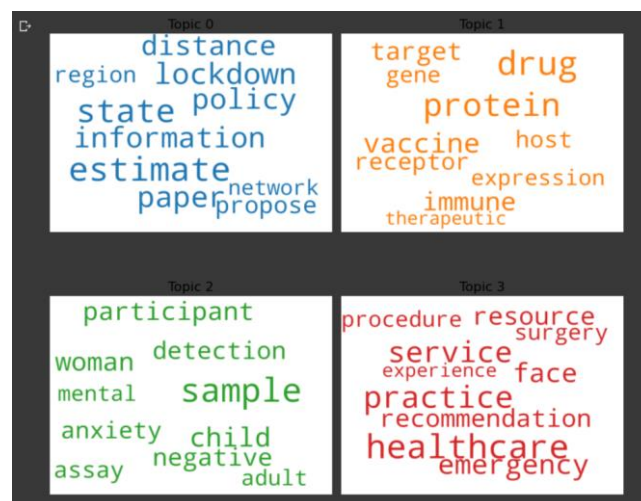 Topic 0
distance
region lockdown
state policy
information
estimate
network
paper propose
Topic 1
target drug
gene
protein
vaccine host
receptor
expression
immune
therapeutic
Topic 2
participant
woman detection
mental sample
anxiety child
negative
assay adult
Topic 3
procedure resource
surgery
service
experience face
practice
recommendation
healthcare
emergency